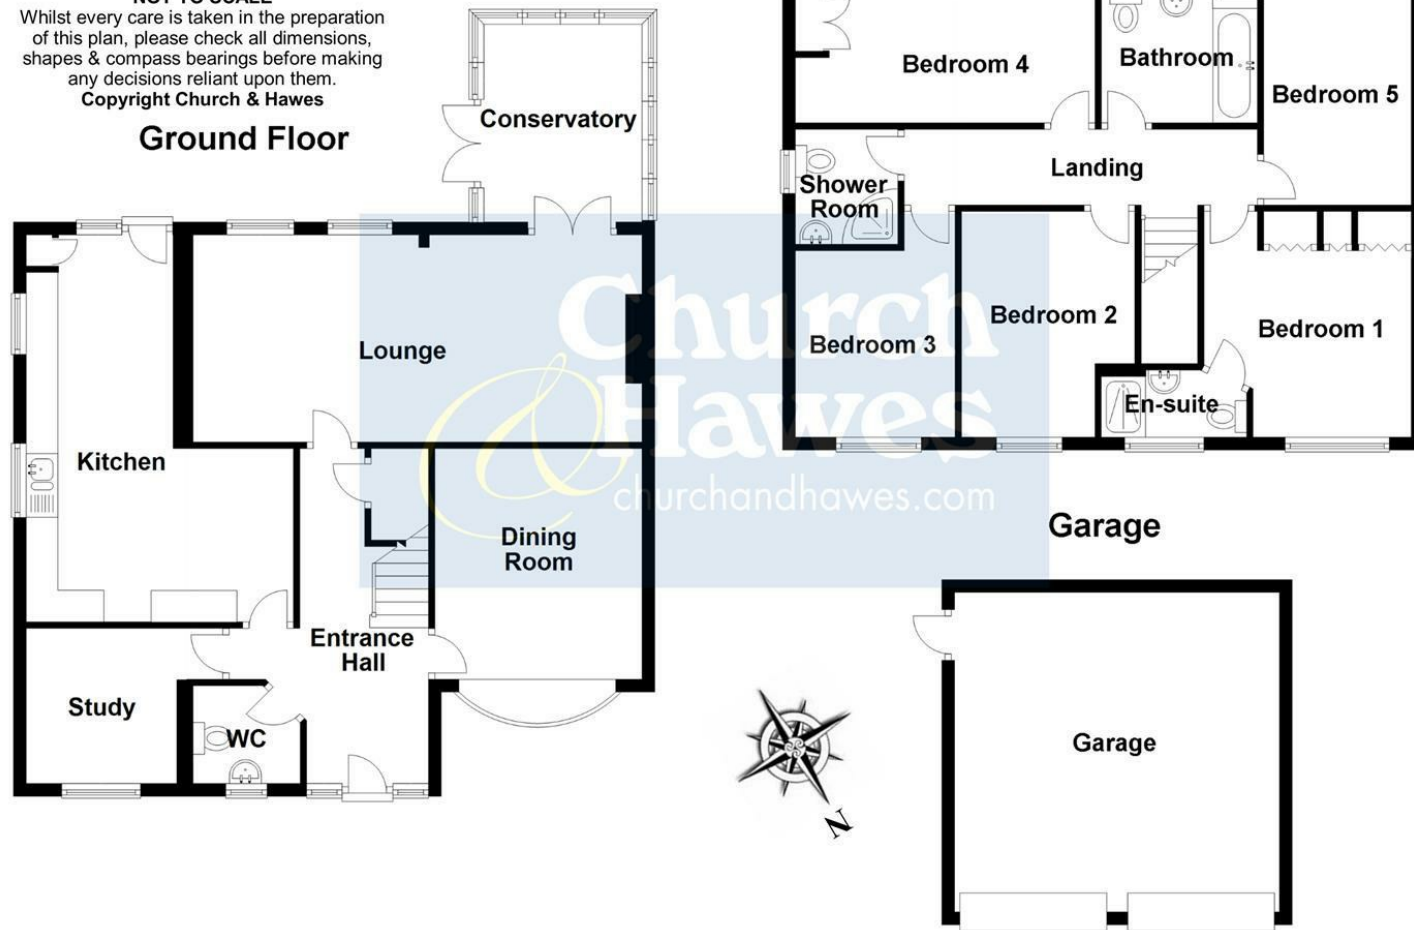 NOT TO SCALE
Whilst every care is taken in the preparation
of this plan, please check all dimensions,
shapes & compass bearings before making
any decisions reliant upon them.
Copyright Church & Hawes
Ground Floor
Conservatory
Lounge
Kitchen
Dining
Room
Entrance
Hall
Study
WC
Bedroom 4
Bathroom
Bedroom 5
Landing
Shower
Room
Bedroom 3
Bedroom 2
Bedroom 1
En-suite
Church
& Hawes
churchandhawes.com
Garage
Garage
N